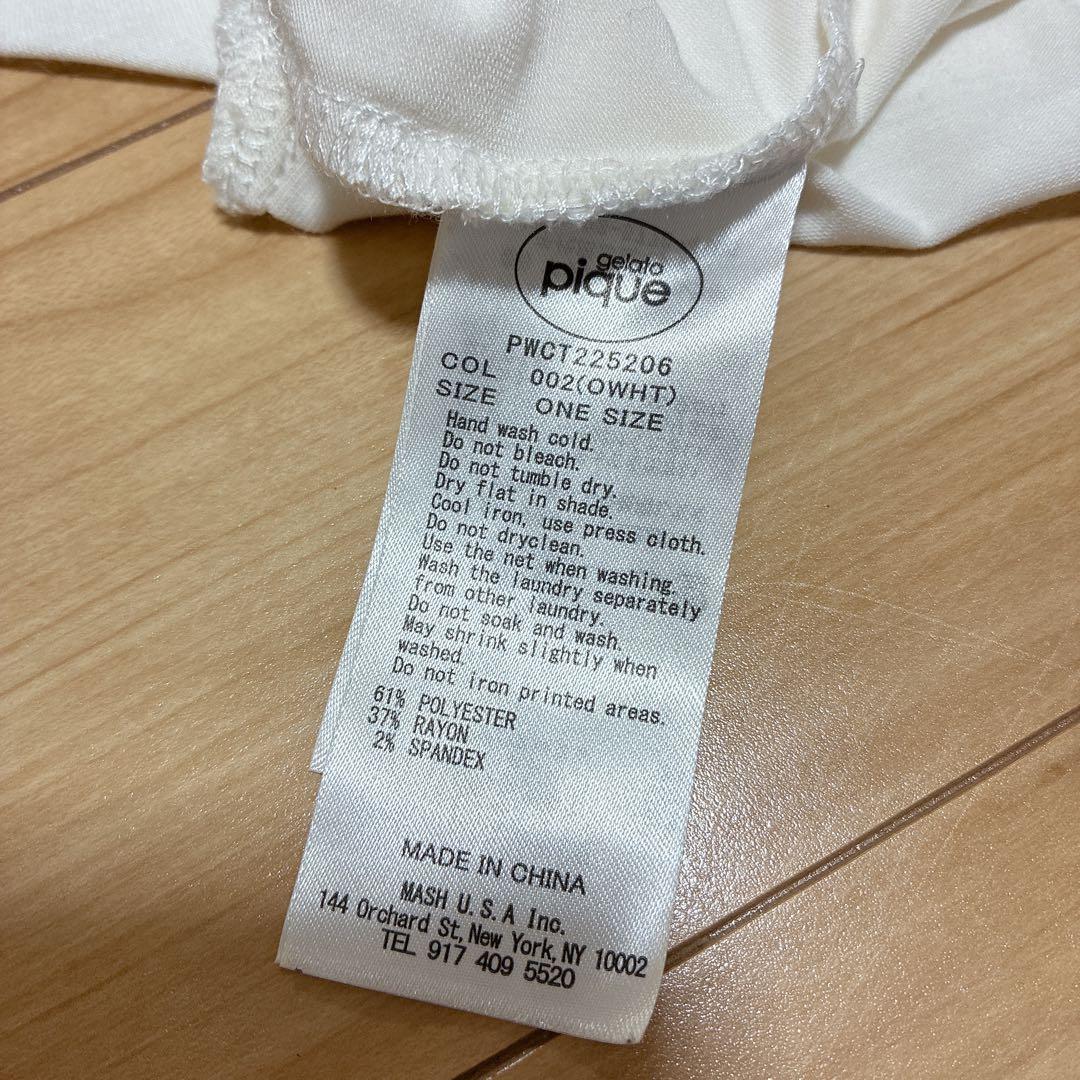 gelato
pique
PWCT225206
COL 002(OWHT)
SIZE ONE SIZE
Hand wash cold.
Do not bleach.
Do not tumble dry.
Dry flat in shade.
Cool iron, use press cloth.
Do not dryclean.
Use the net when washing.
Wash the laundry separately
from other laundry.
Do not soak and wash.
May shrink slightly when
washed.
Do not iron printed areas.
61% POLYESTER
37% RAYON
2% SPANDEX
MADE IN CHINA
MASH U.S.A Inc.
144 Orchard St, New York, NY 10002
TEL 917 409 5520